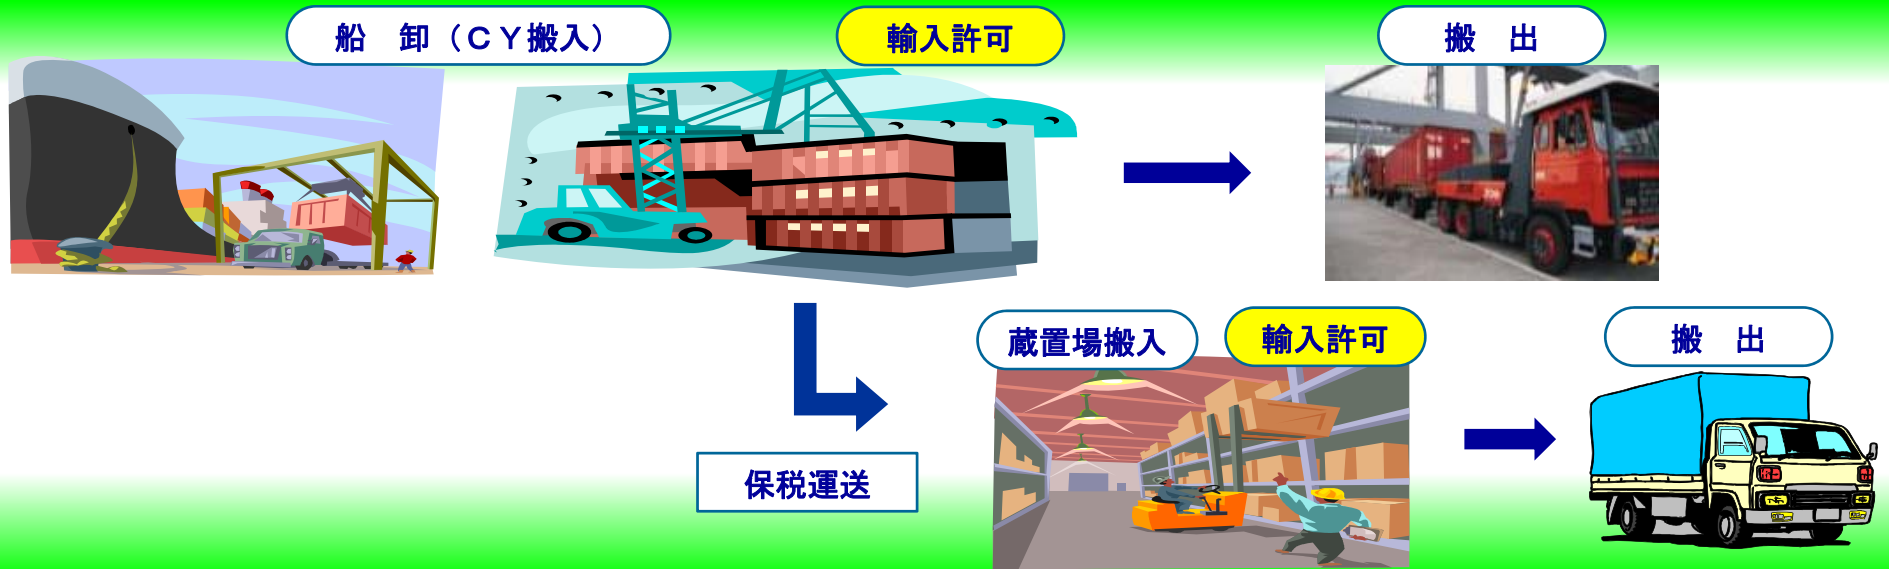 船　卸（ＣＹ搬入）
輸入許可
搬　出
蔵置場搬入
輸入許可
搬　出
保税運送